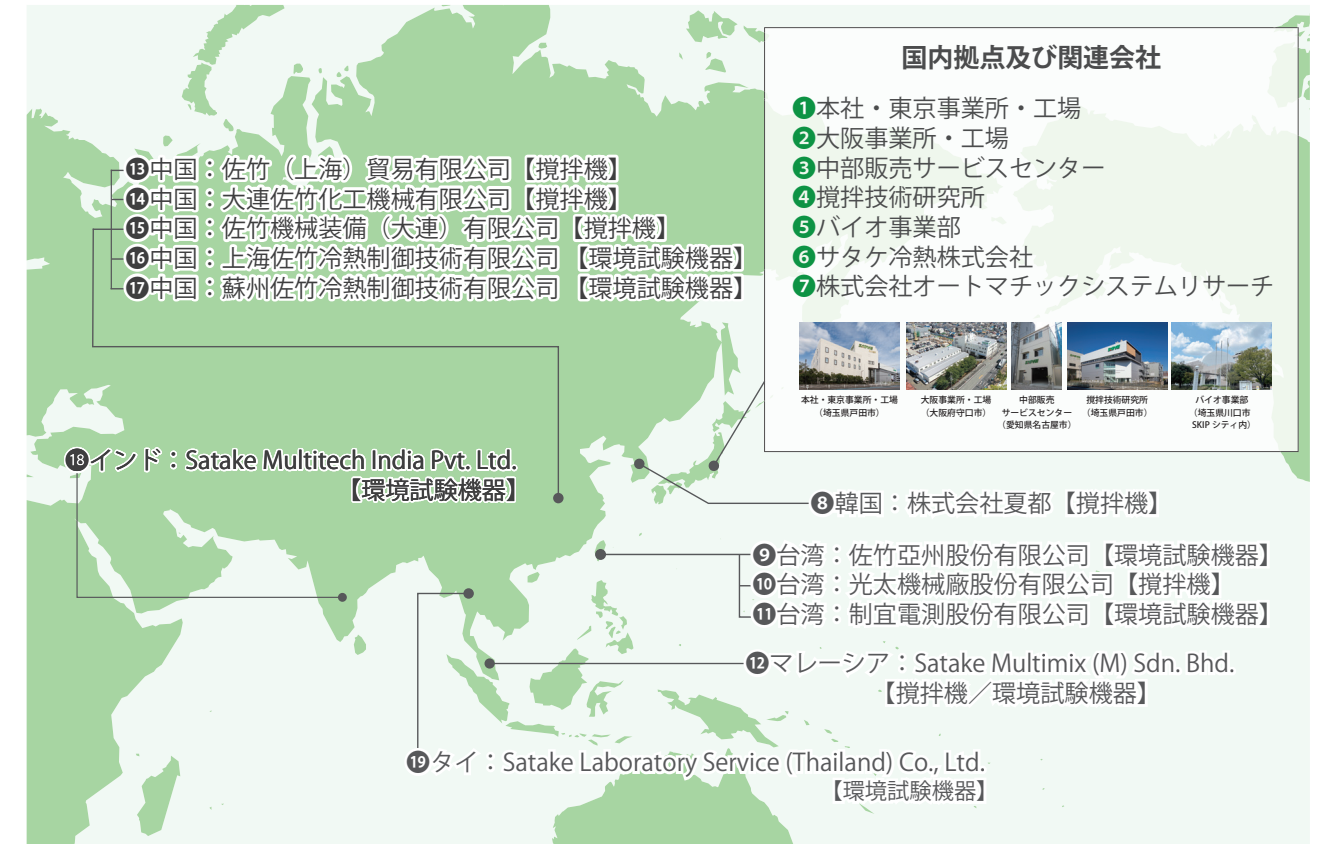 国内拠点及び関連会社
❶本社・東京事業所・工場
❷大阪事業所・工場
❸中部販売サービスセンター
❹撹拌技術研究所
❺バイオ事業部
❻サタケ冷熱株式会社
❼株式会社オートマチックシステムリサーチ
本社・東京事業所・工場
（埼玉県戸田市）
大阪事業所・工場
（大阪府守口市）
中部販売
サービスセンター
（愛知県名古屋市）
撹拌技術研究所
（埼玉県戸田市）
バイオ事業部
（埼玉県川口市
SKIP シティ内）
⓭中国：佐竹（上海）貿易有限公司【撹拌機】
⓮中国：大連佐竹化工機械有限公司【撹拌機】
⓯中国：佐竹機械装備（大連）有限公司【撹拌機】
⓰中国：上海佐竹冷熱制御技術有限公司【環境試験機器】
⓱中国：蘇州佐竹冷熱制御技術有限公司【環境試験機器】
⓲インド：Satake Multitech India Pvt. Ltd.
【環境試験機器】
❽韓国：株式会社夏都【撹拌機】
❾台湾：佐竹亞州股份有限公司【環境試験機器】
❿台湾：光太機械廠股份有限公司【撹拌機】
⓫台湾：制宜電測股份有限公司【環境試験機器】
⓬マレーシア：Satake Multimix (M) Sdn. Bhd.
【撹拌機／環境試験機器】
⓳タイ：Satake Laboratory Service (Thailand) Co., Ltd.
【環境試験機器】